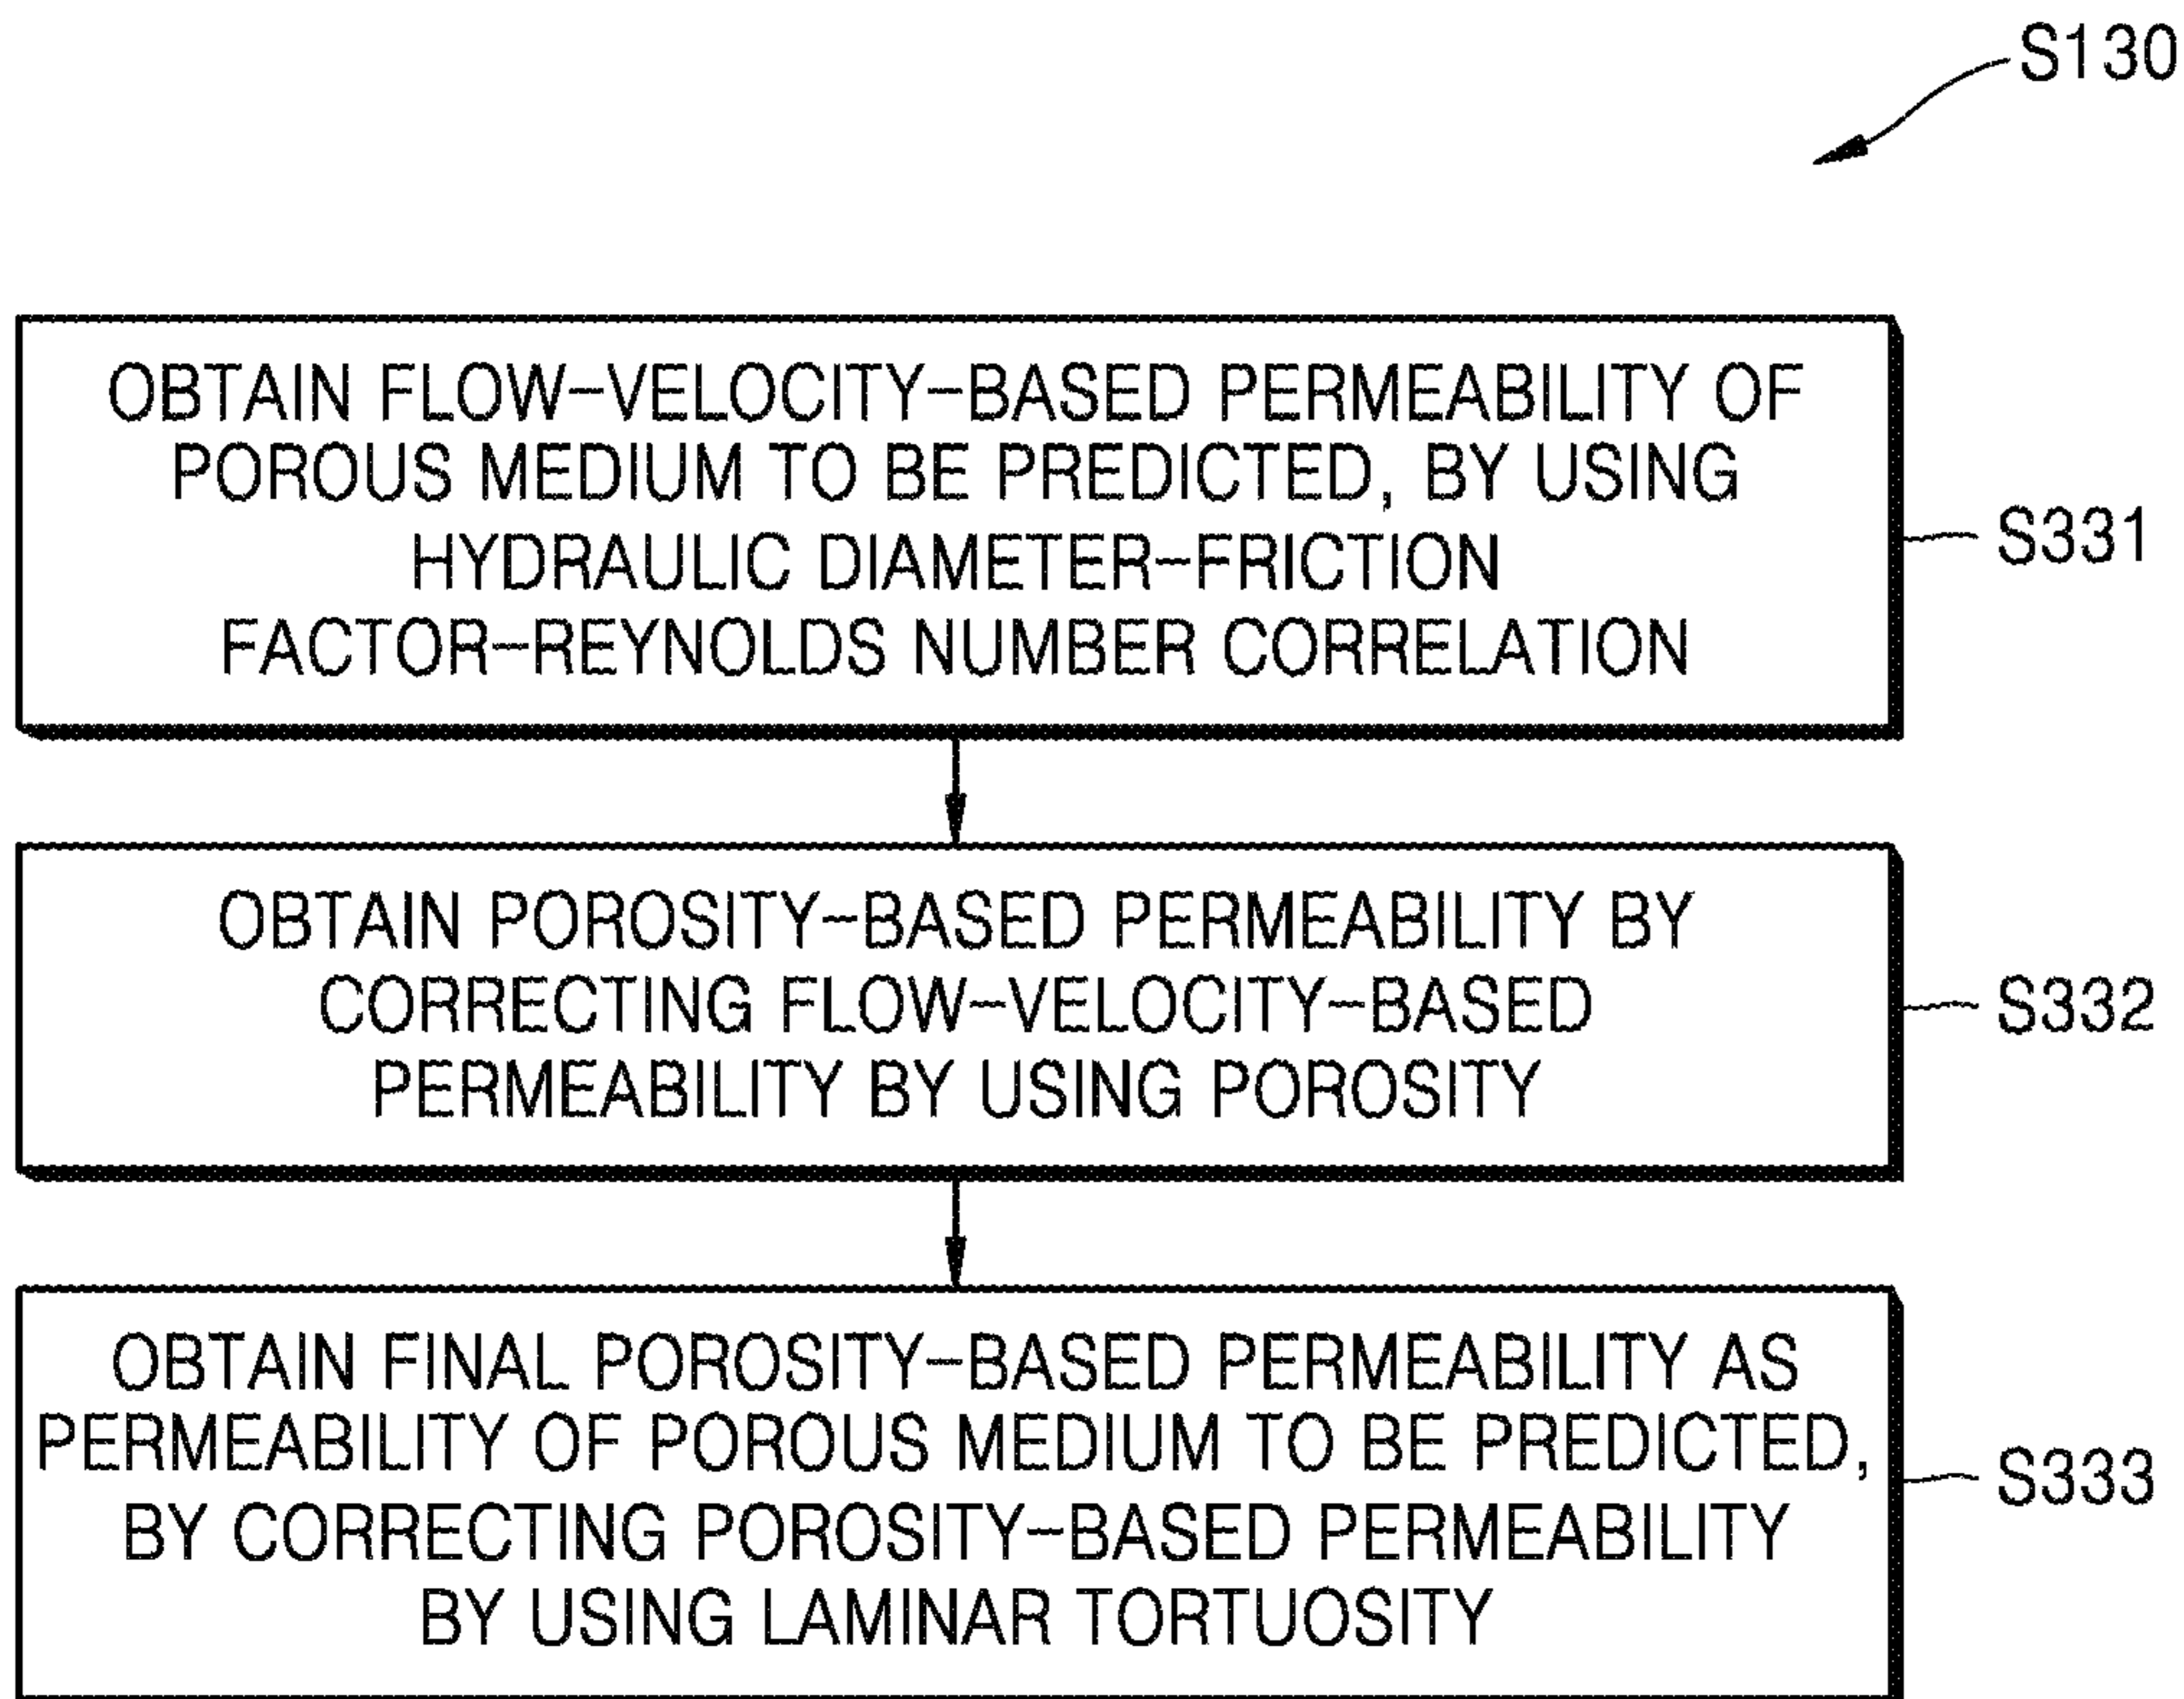 S130
OBTAIN FLOW-VELOCITY-BASED PERMEABILITY OF
POROUS MEDIUM TO BE PREDICTED, BY USING
HYDRAULIC DIAMETER-FRICTION
FACTOR-REYNOLDS NUMBER CORRELATION
S331
OBTAIN POROSITY-BASED PERMEABILITY BY
CORRECTING FLOW-VELOCITY-BASED
PERMEABILITY BY USING POROSITY
S332
OBTAIN FINAL POROSITY-BASED PERMEABILITY AS
PERMEABILITY OF POROUS MEDIUM TO BE PREDICTED,
BY CORRECTING POROSITY-BASED PERMEABILITY
BY USING LAMINAR TORTUOSITY
S333